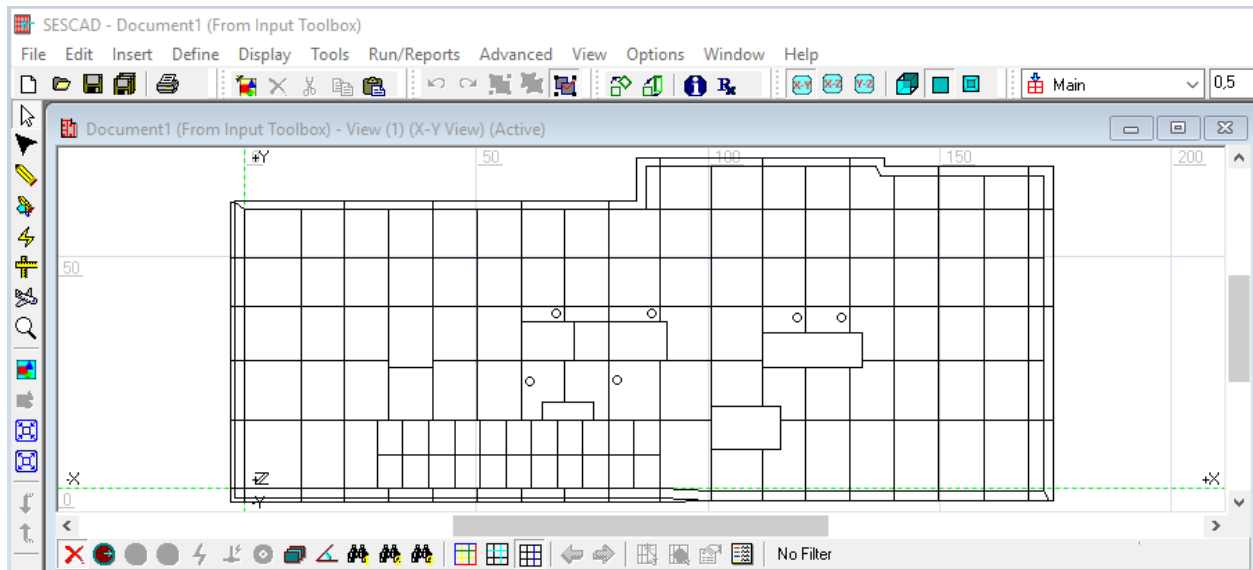 SESCAD - Document1 (From Input Toolbox)
File Edit Insert Define Display Tools Run/Reports Advanced View Options Window Help
X-Y X-Z Y-Z Main 0,5
Document1 (From Input Toolbox) - View (1) (X-Y View) (Active)
+Y 50 100 150 200
50
-X +Z +X
0 -Y
No Filter